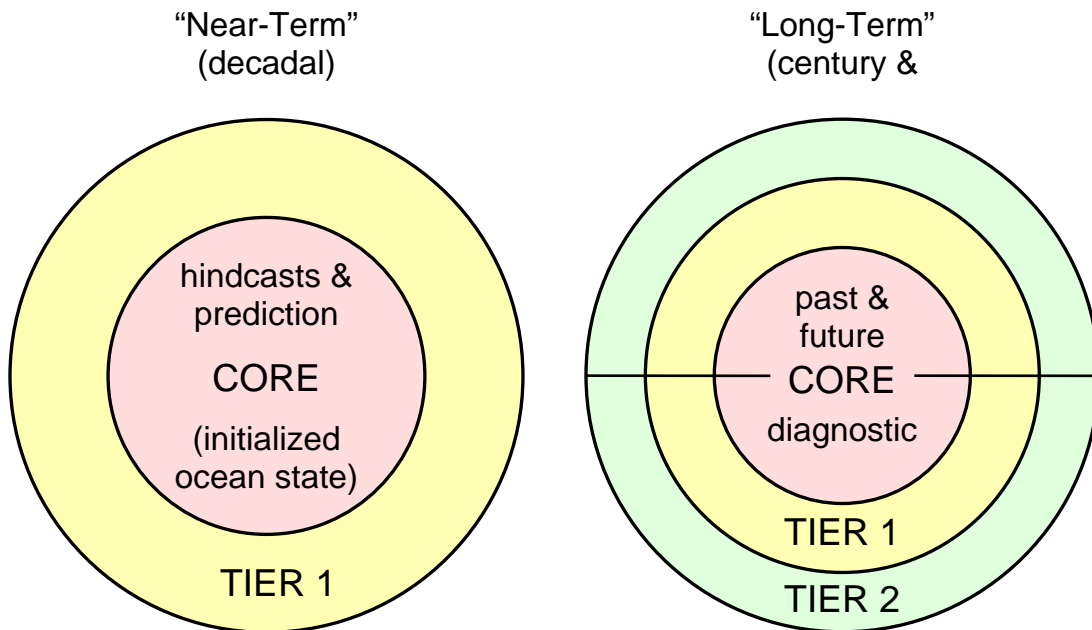 “Near-Term”
(decadal)
“Long-Term”
(century &
hindcasts &
prediction
CORE
(initialized
ocean state)
TIER 1
past &
future
CORE
diagnostic
TIER 1
TIER 2